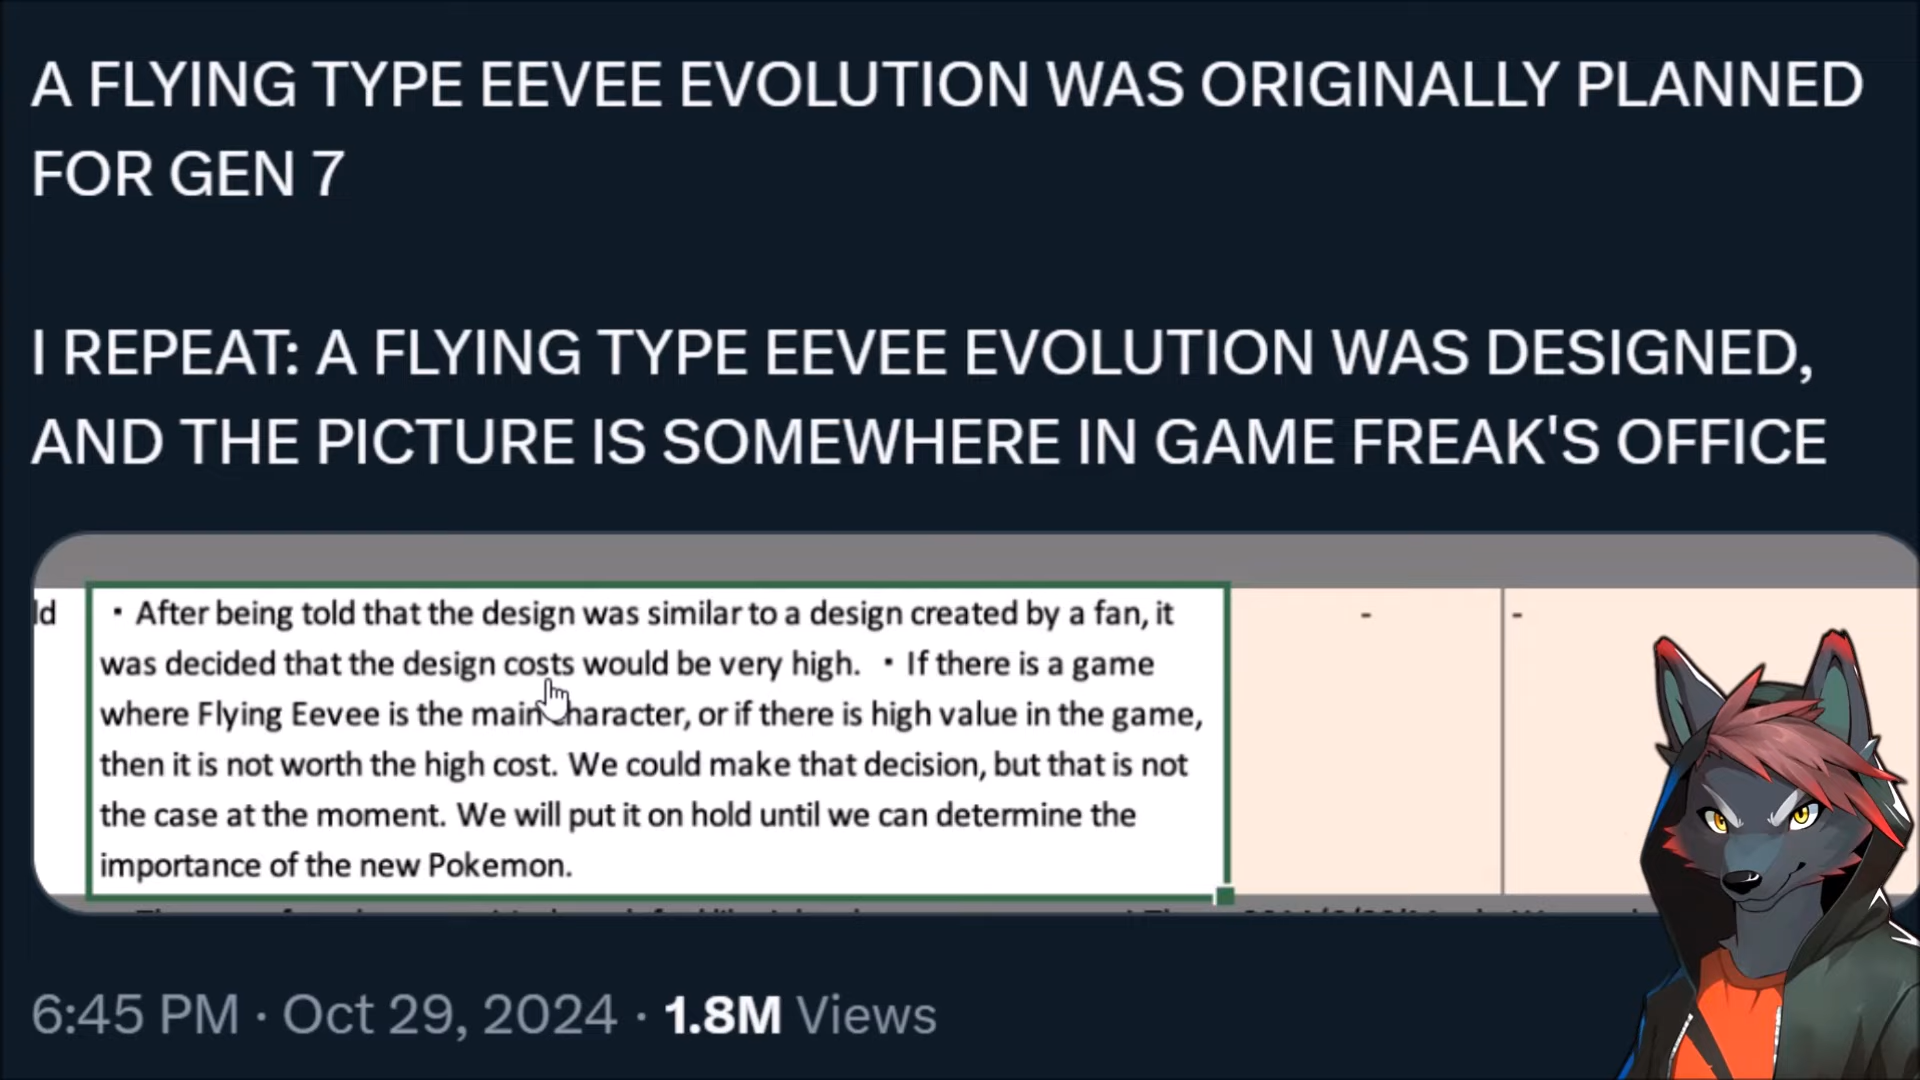 A FLYING TYPE EEVEE EVOLUTION WAS ORIGINALLY PLANNED
FOR GEN 7
I REPEAT: A FLYING TYPE EEVEE EVOLUTION WAS DESIGNED,
AND THE PICTURE IS SOMEWHERE IN GAME FREAK'S OFFICE
ld
・After being told that the design was similar to a design created by a fan, it
was decided that the design costs would be very high. ・If there is a game
where Flying Eevee is the main character, or if there is high value in the game,
then it is not worth the high cost. We could make that decision, but that is not
the case at the moment. We will put it on hold until we can determine the
importance of the new Pokemon.
- -
6:45 PM · Oct 29, 2024 · 1.8M Views